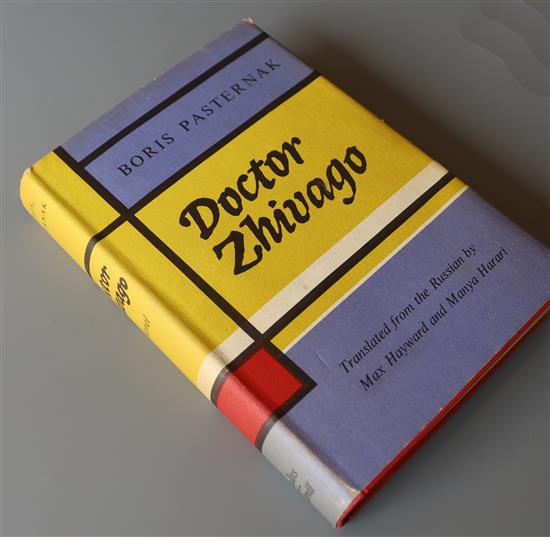 BORIS PASTERNAK
Doctor
Zhivago
Translated from the Russian by
Max Hayward and Manya Harari